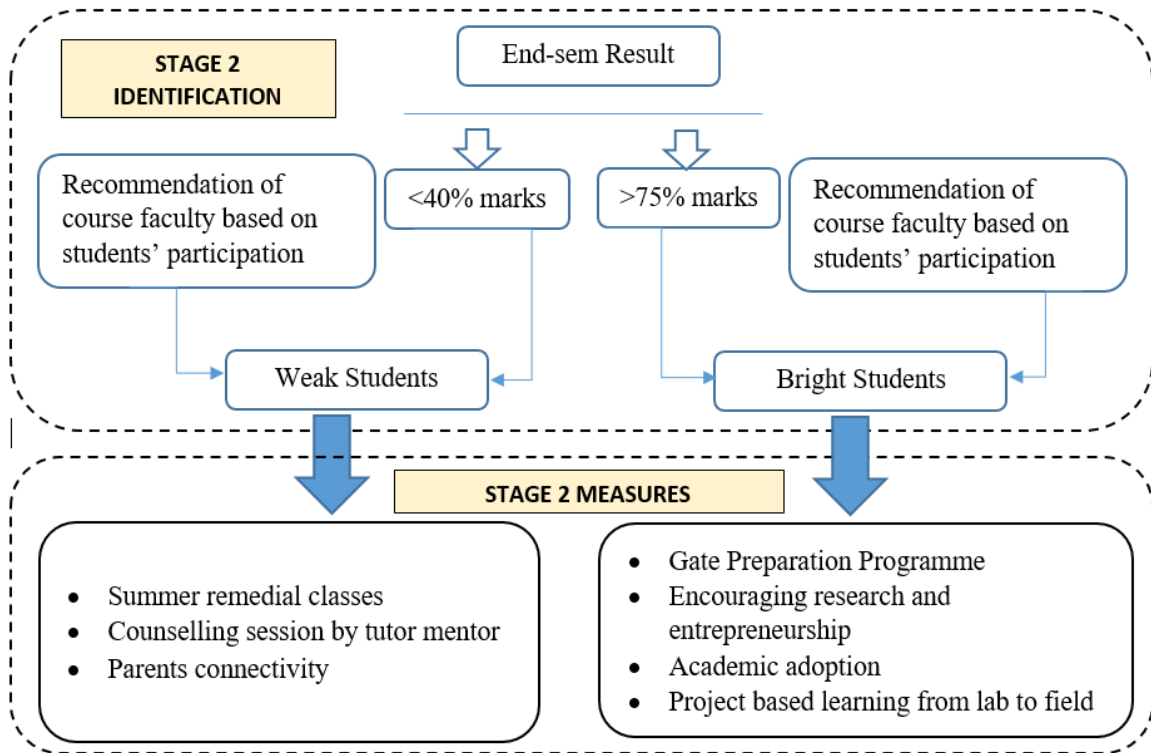 STAGE 2
IDENTIFICATION
End-sem Result
Recommendation of
course faculty based on
students’ participation
<40% marks
>75% marks
Recommendation of
course faculty based on
students’ participation
Weak Students
Bright Students
STAGE 2 MEASURES
• Summer remedial classes
• Counselling session by tutor mentor
• Parents connectivity
• Gate Preparation Programme
• Encouraging research and
entrepreneurship
• Academic adoption
• Project based learning from lab to field